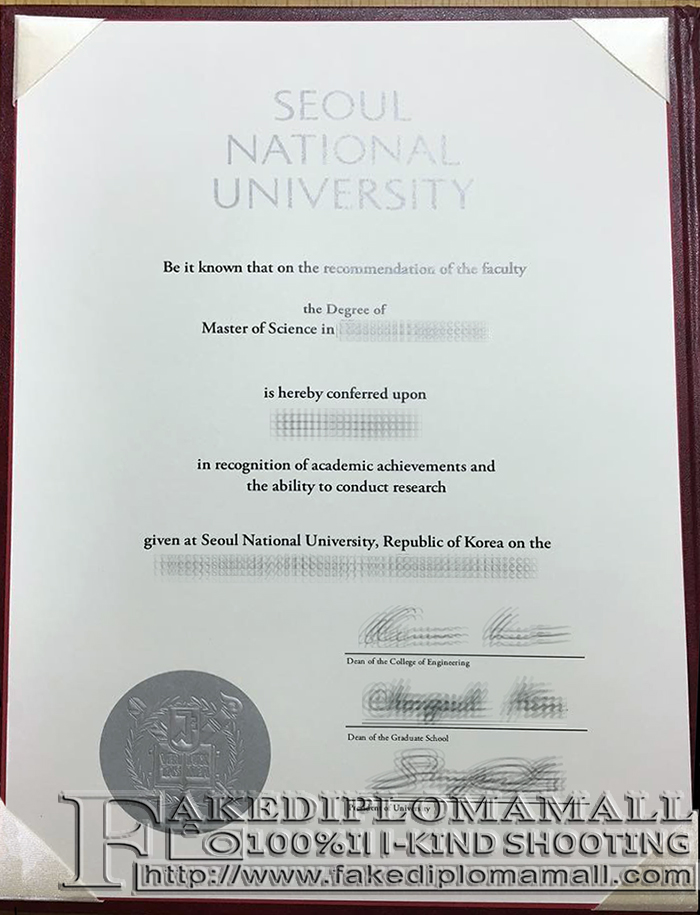 SEOUL
NATIONAL
UNIVERSITY
Be it known that on the recommendation of the faculty
the Degree of
Master of Science in
is hereby conferred upon
in recognition of academic achievements and
the ability to conduct research
given at Seoul National University, Republic of Korea on the
Dean of the College of Engineering
Dean of the Graduate School
President of University
FAKEDIPLOMAMALL
100% I-KIND SHOOTING
http://www.fakediplomamall.com